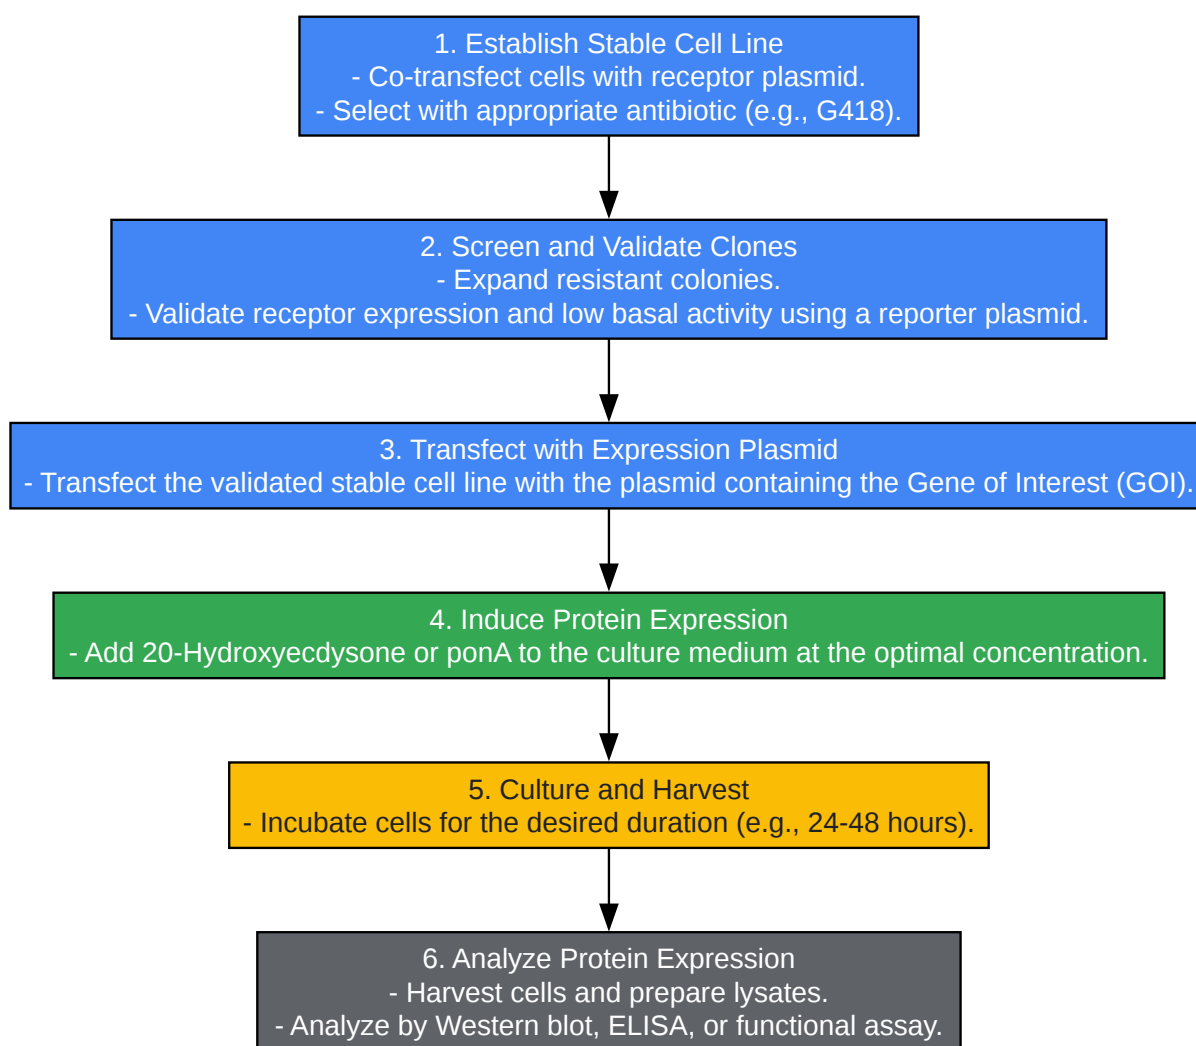 1. Establish Stable Cell Line
- Co-transfect cells with receptor plasmid.
- Select with appropriate antibiotic (e.g., G418).
2. Screen and Validate Clones
- Expand resistant colonies.
- Validate receptor expression and low basal activity using a reporter plasmid.
3. Transfect with Expression Plasmid
- Transfect the validated stable cell line with the plasmid containing the Gene of Interest (GOI).
4. Induce Protein Expression
- Add 20-Hydroxyecdysone or ponA to the culture medium at the optimal concentration.
5. Culture and Harvest
- Incubate cells for the desired duration (e.g., 24-48 hours).
6. Analyze Protein Expression
- Harvest cells and prepare lysates.
- Analyze by Western blot, ELISA, or functional assay.